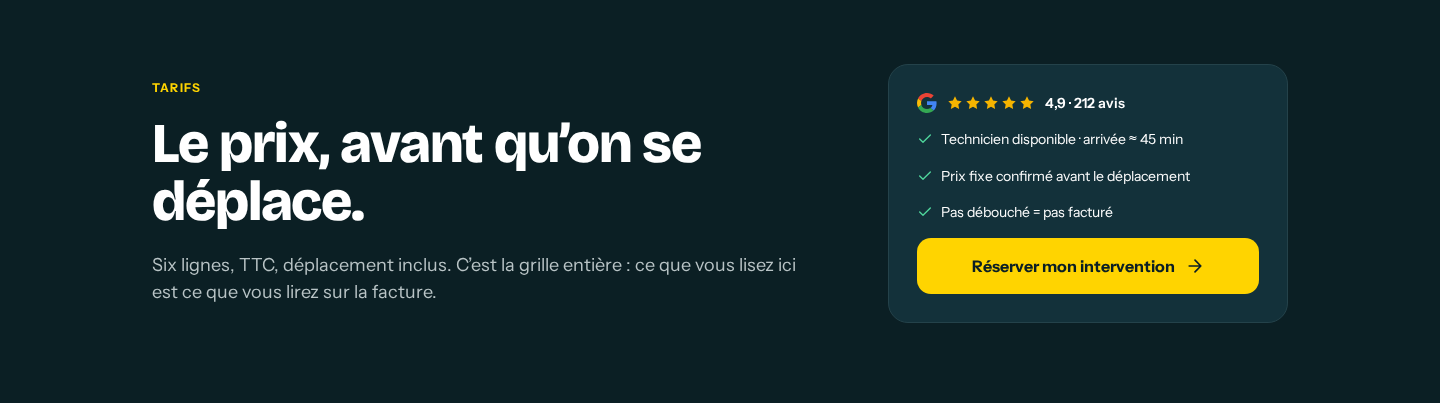 TARIFS
Le prix, avant qu’on se
déplace.
Six lignes, TTC, déplacement inclus. C’est la grille entière : ce que vous lisez ici
est ce que vous lirez sur la facture.
4,9 · 212 avis
Technicien disponible · arrivée ≈ 45 min
Prix fixe confirmé avant le déplacement
Pas débouché = pas facturé
Réserver mon intervention →